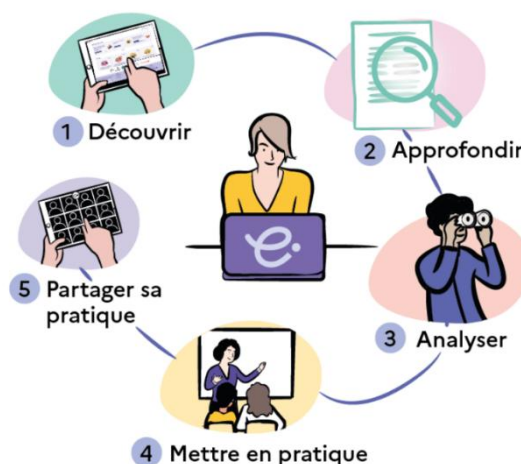 1 Découvrir
2 Approfondir
3 Analyser
4 Mettre en pratique
5 Partager sa
pratique
e.